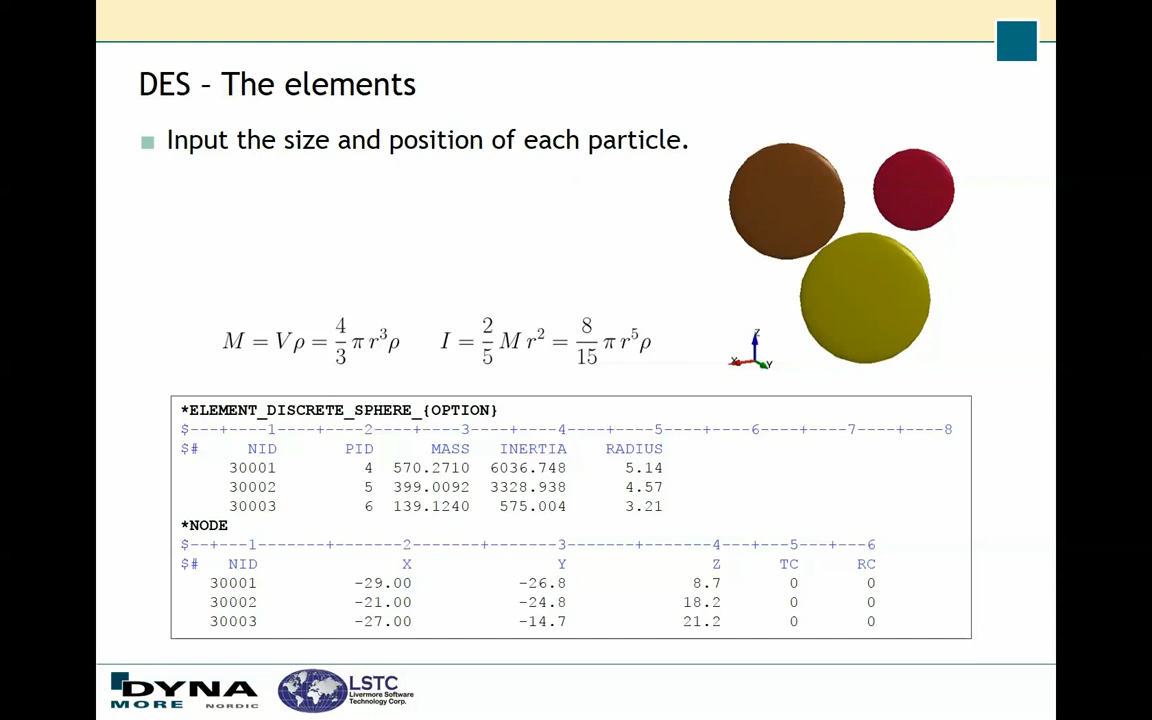 DES – The elements
Input the size and position of each particle.
M = Vρ = 4/3 π r³ρ   I = 2/5 M r² = 8/15 π r⁵ρ
Z
X
Y
*ELEMENT_DISCRETE_SPHERE_{OPTION}
$---+----1----+----2----+----3----+----4----+----5----+----6----+----7----+----8
$#     NID       PID      MASS   INERTIA    RADIUS
30001         4  570.2710  6036.748      5.14
30002         5  399.0092  3328.938      4.57
30003         6  139.1240   575.004      3.21
*NODE
$--+---1-------+-------2-------+-------3-------+-------4---+---5---+---6
$#   NID               X               Y               Z      TC      RC
30001          -29.00           -26.8             8.7       0       0
30002          -21.00           -24.8            18.2       0       0
30003          -27.00           -14.7            21.2       0       0
DYNA
MORE NORDIC
LSTC
Livermore Software
Technology Corp.